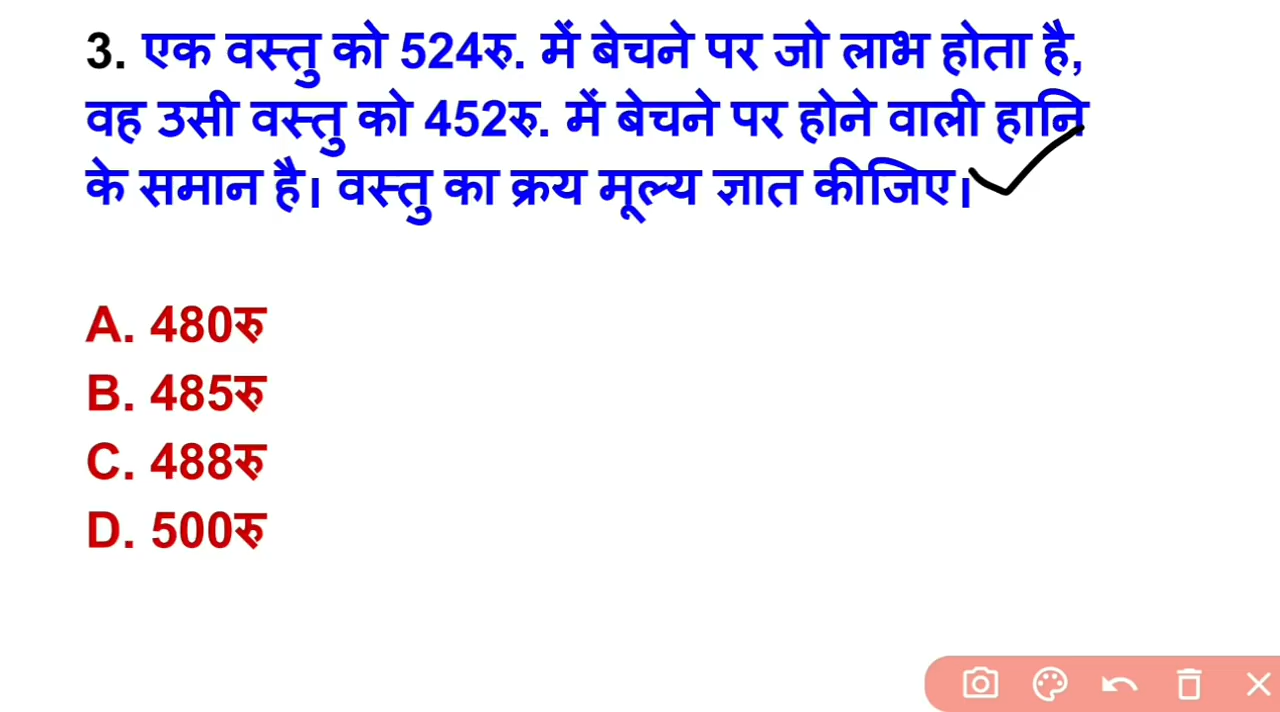 3. एक वस्तु को 524रु. में बेचने पर जो लाभ होता है,
वह उसी वस्तु को 452रु. में बेचने पर होने वाली हानि
के समान है। वस्तु का क्रय मूल्य ज्ञात कीजिए।
A. 480रु
B. 485रु
C. 488रु
D. 500रु